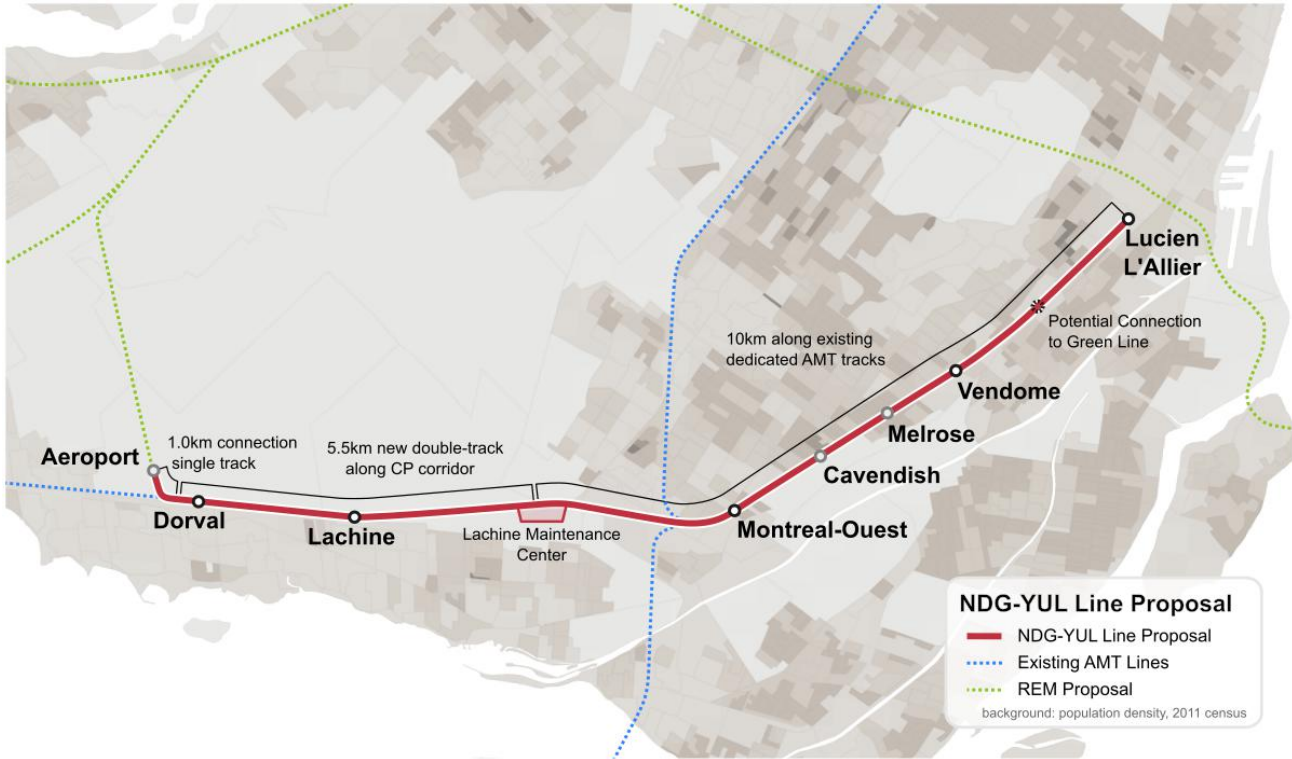 Lucien
L'Allier
Potential Connection
to Green Line
10km along existing
dedicated AMT tracks
Vendome
Melrose
Cavendish
Montreal-Ouest
Aeroport
1.0km connection
single track
5.5km new double-track
along CP corridor
Dorval
Lachine
Lachine Maintenance
Center
NDG-YUL Line Proposal
NDG-YUL Line Proposal
Existing AMT Lines
REM Proposal
background: population density, 2011 census